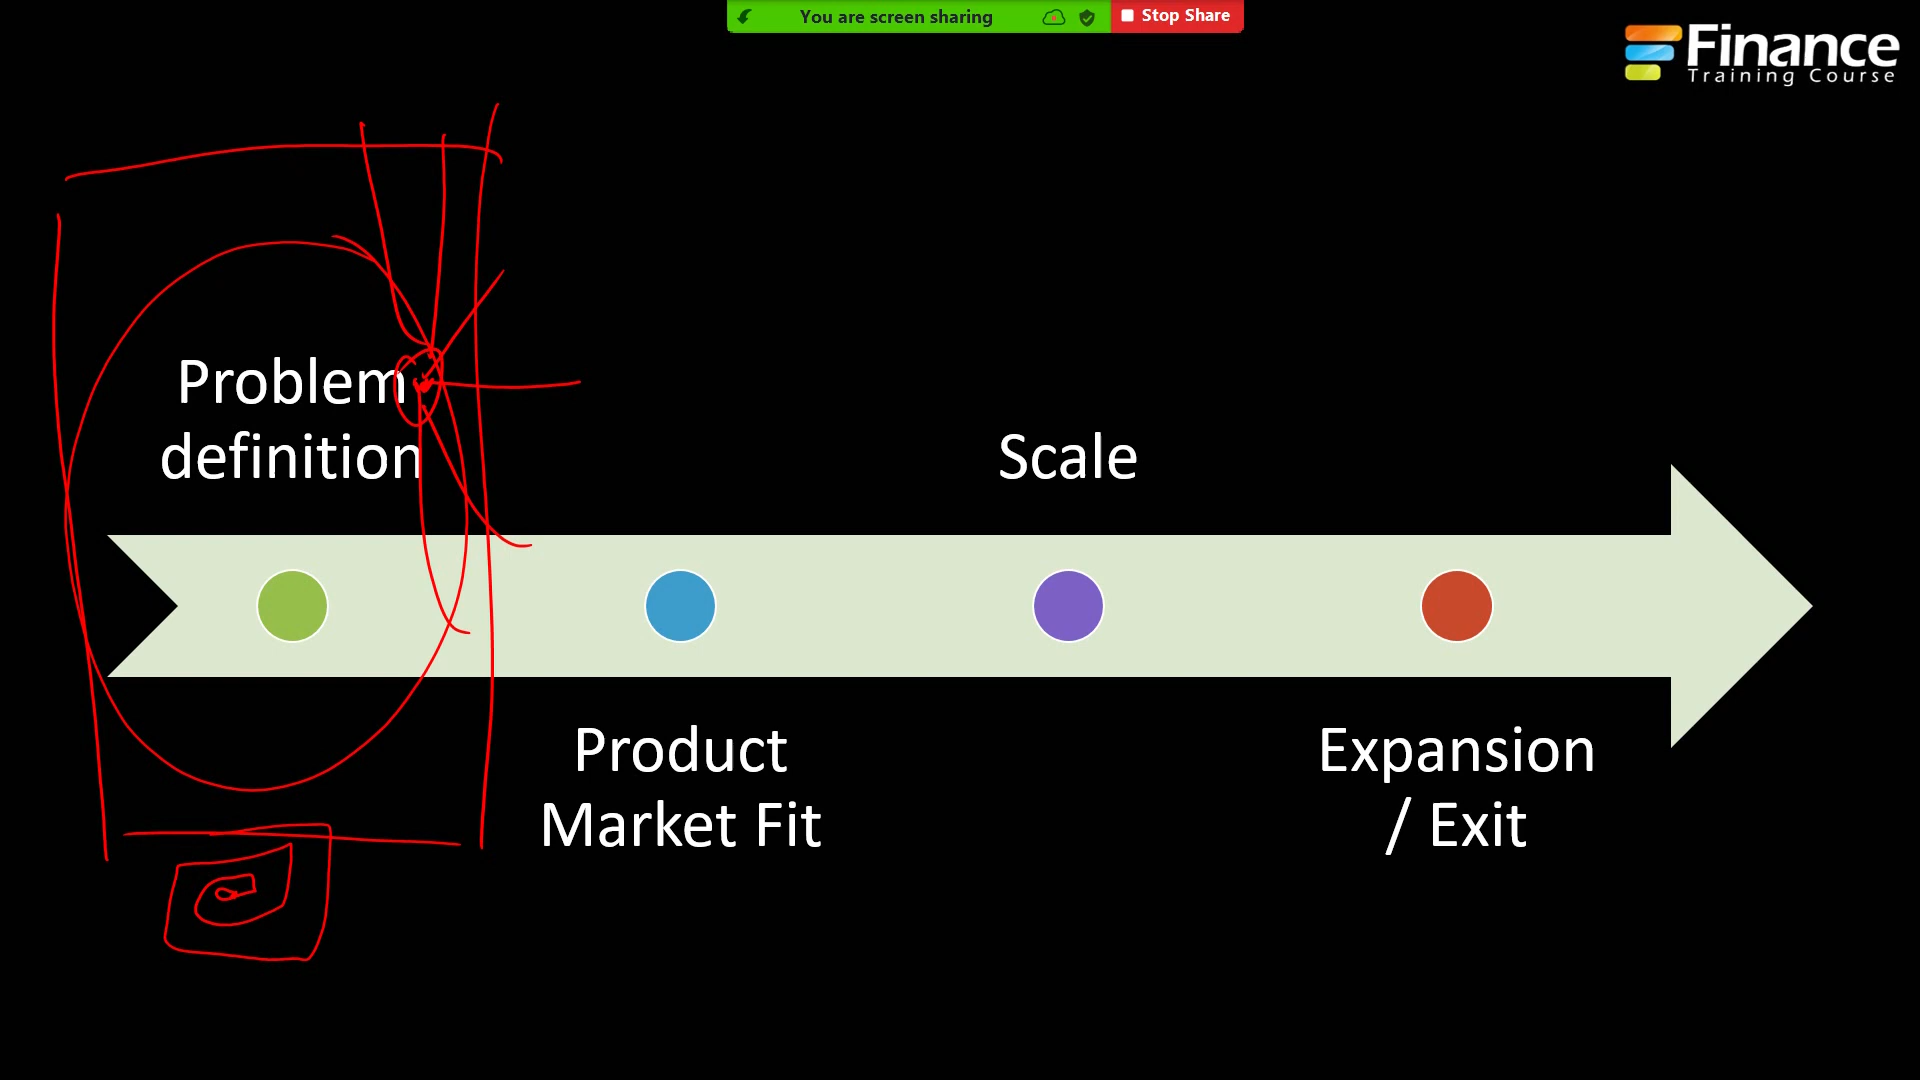 You are screen sharing
Stop Share
Finance
Training Course
Problem
definition
Scale
Product
Market Fit
Expansion
/ Exit